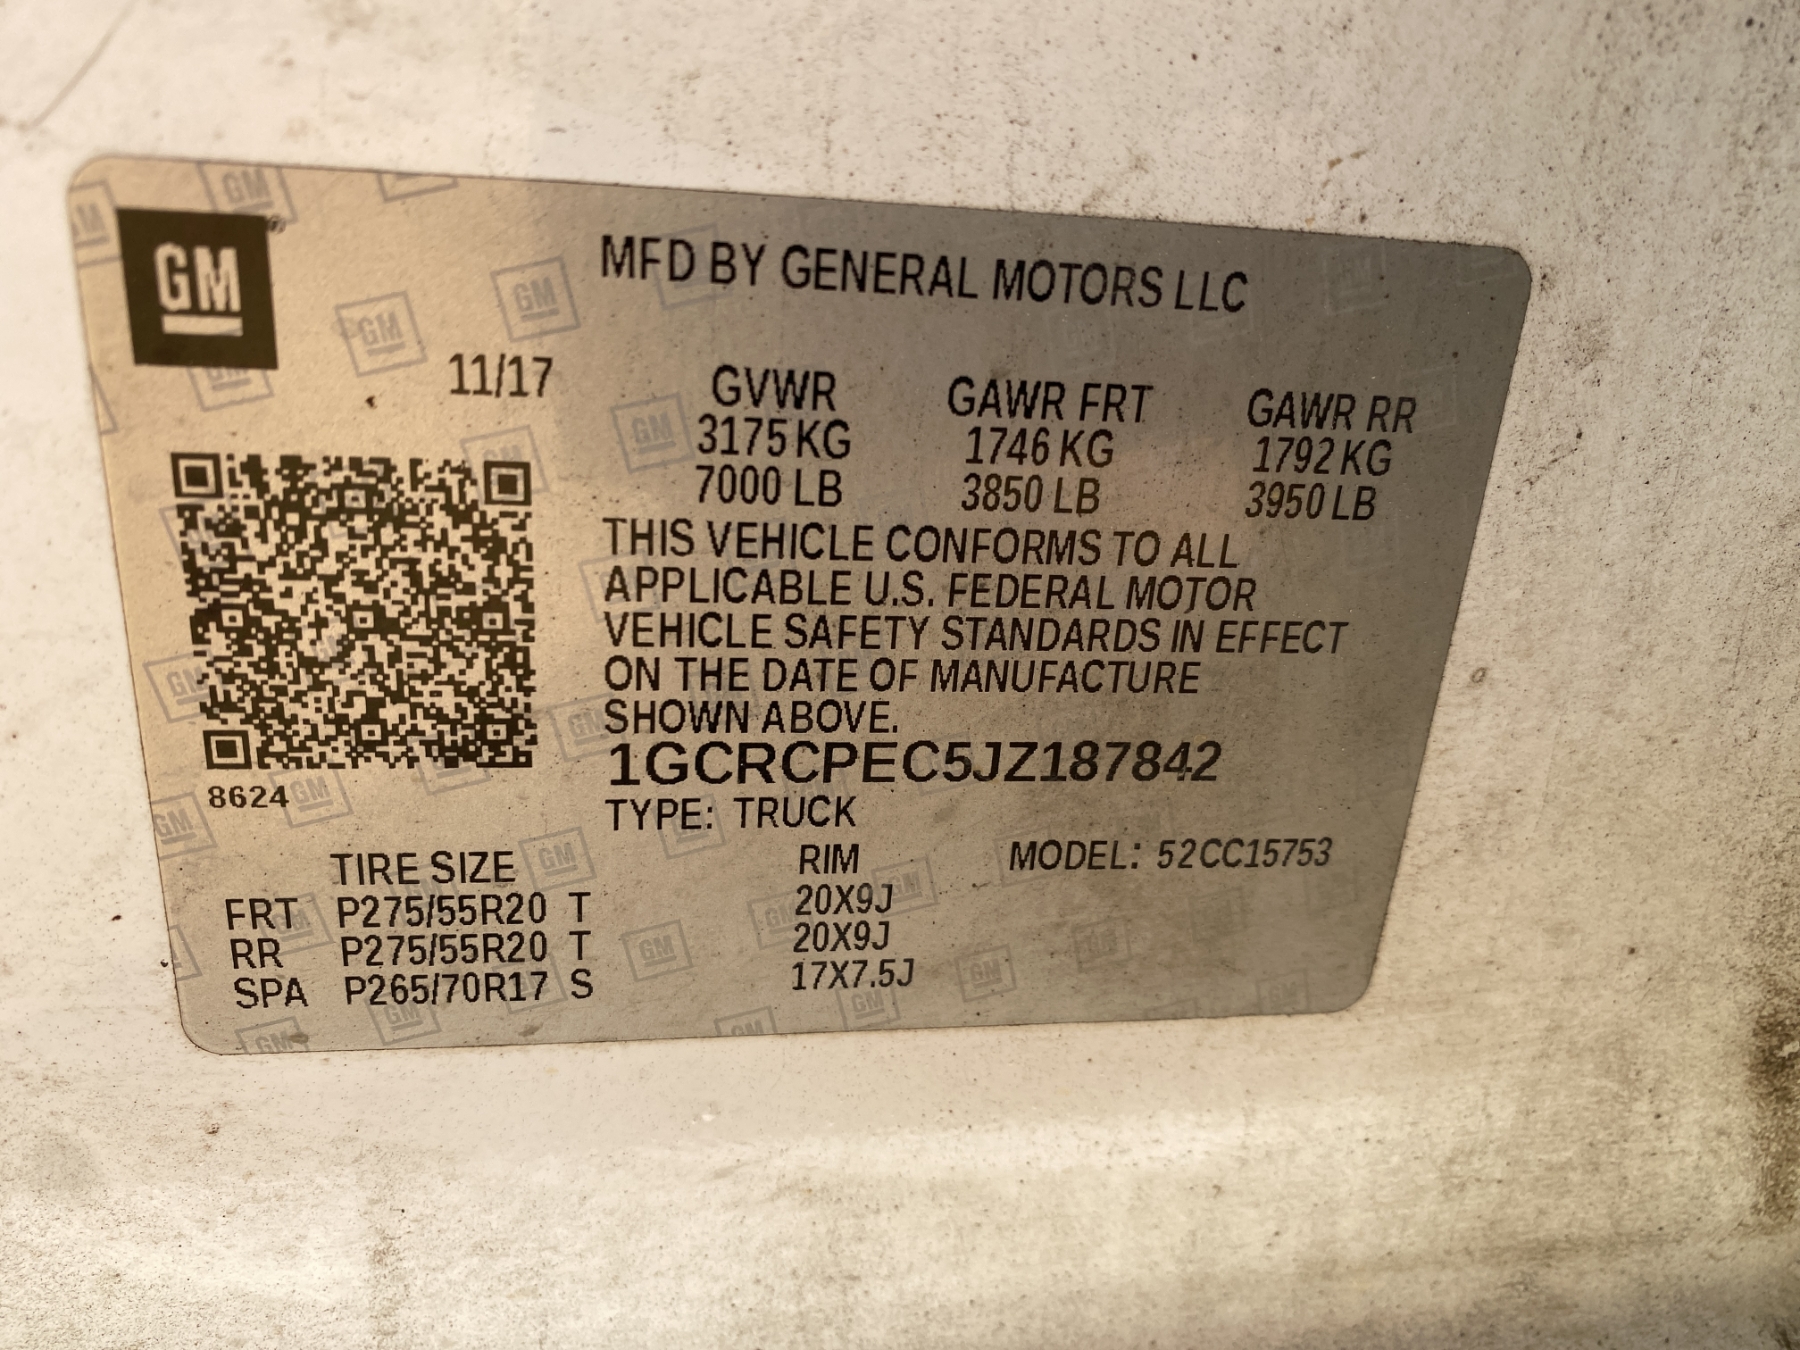 GM
MFD BY GENERAL MOTORS LLC
11/17
GVWR GAWR FRT GAWR RR
3175 KG 1746 KG 1792 KG
7000 LB 3850 LB 3950 LB
THIS VEHICLE CONFORMS TO ALL
APPLICABLE U.S. FEDERAL MOTOR
VEHICLE SAFETY STANDARDS IN EFFECT
ON THE DATE OF MANUFACTURE
SHOWN ABOVE.
1GCRCPEC5JZ187842
8624
TYPE: TRUCK
TIRE SIZE RIM MODEL: 52CC15753
FRT P275/55R20 T 20X9J
RR P275/55R20 T 20X9J
SPA P265/70R17 S 17X7.5J